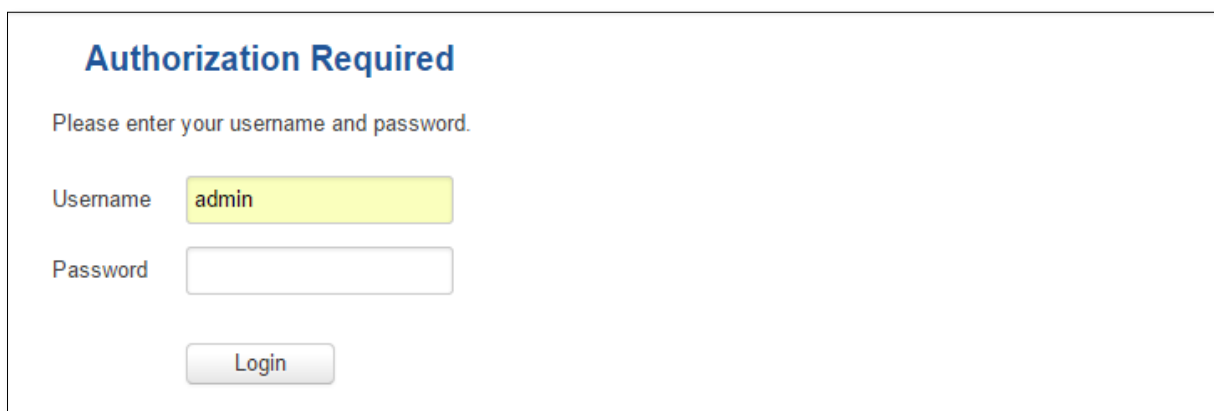 Authorization Required
Please enter your username and password.
Username admin
Password
Login